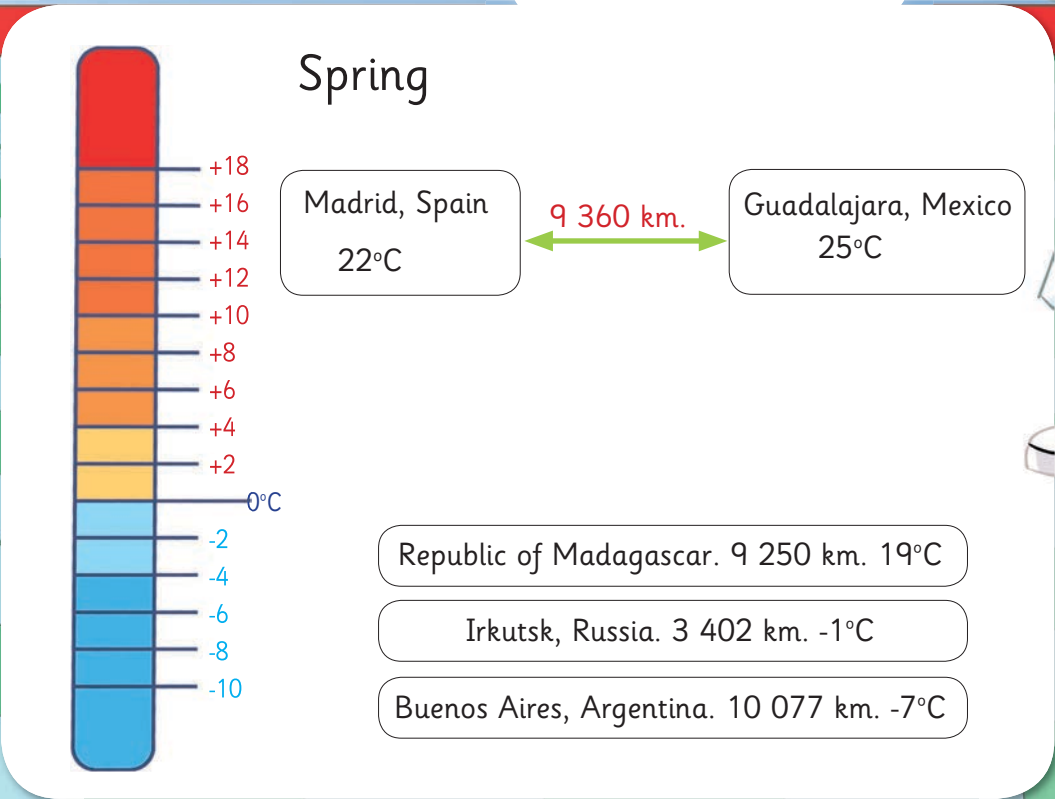 Spring
+18
+16
+14
+12
+10
+8
+6
+4
+2
0°C
-2
-4
-6
-8
-10
Madrid, Spain
22°C
9 360 km.
Guadalajara, Mexico
25°C
Republic of Madagascar. 9 250 km. 19°C
Irkutsk, Russia. 3 402 km. -1°C
Buenos Aires, Argentina. 10 077 km. -7°C